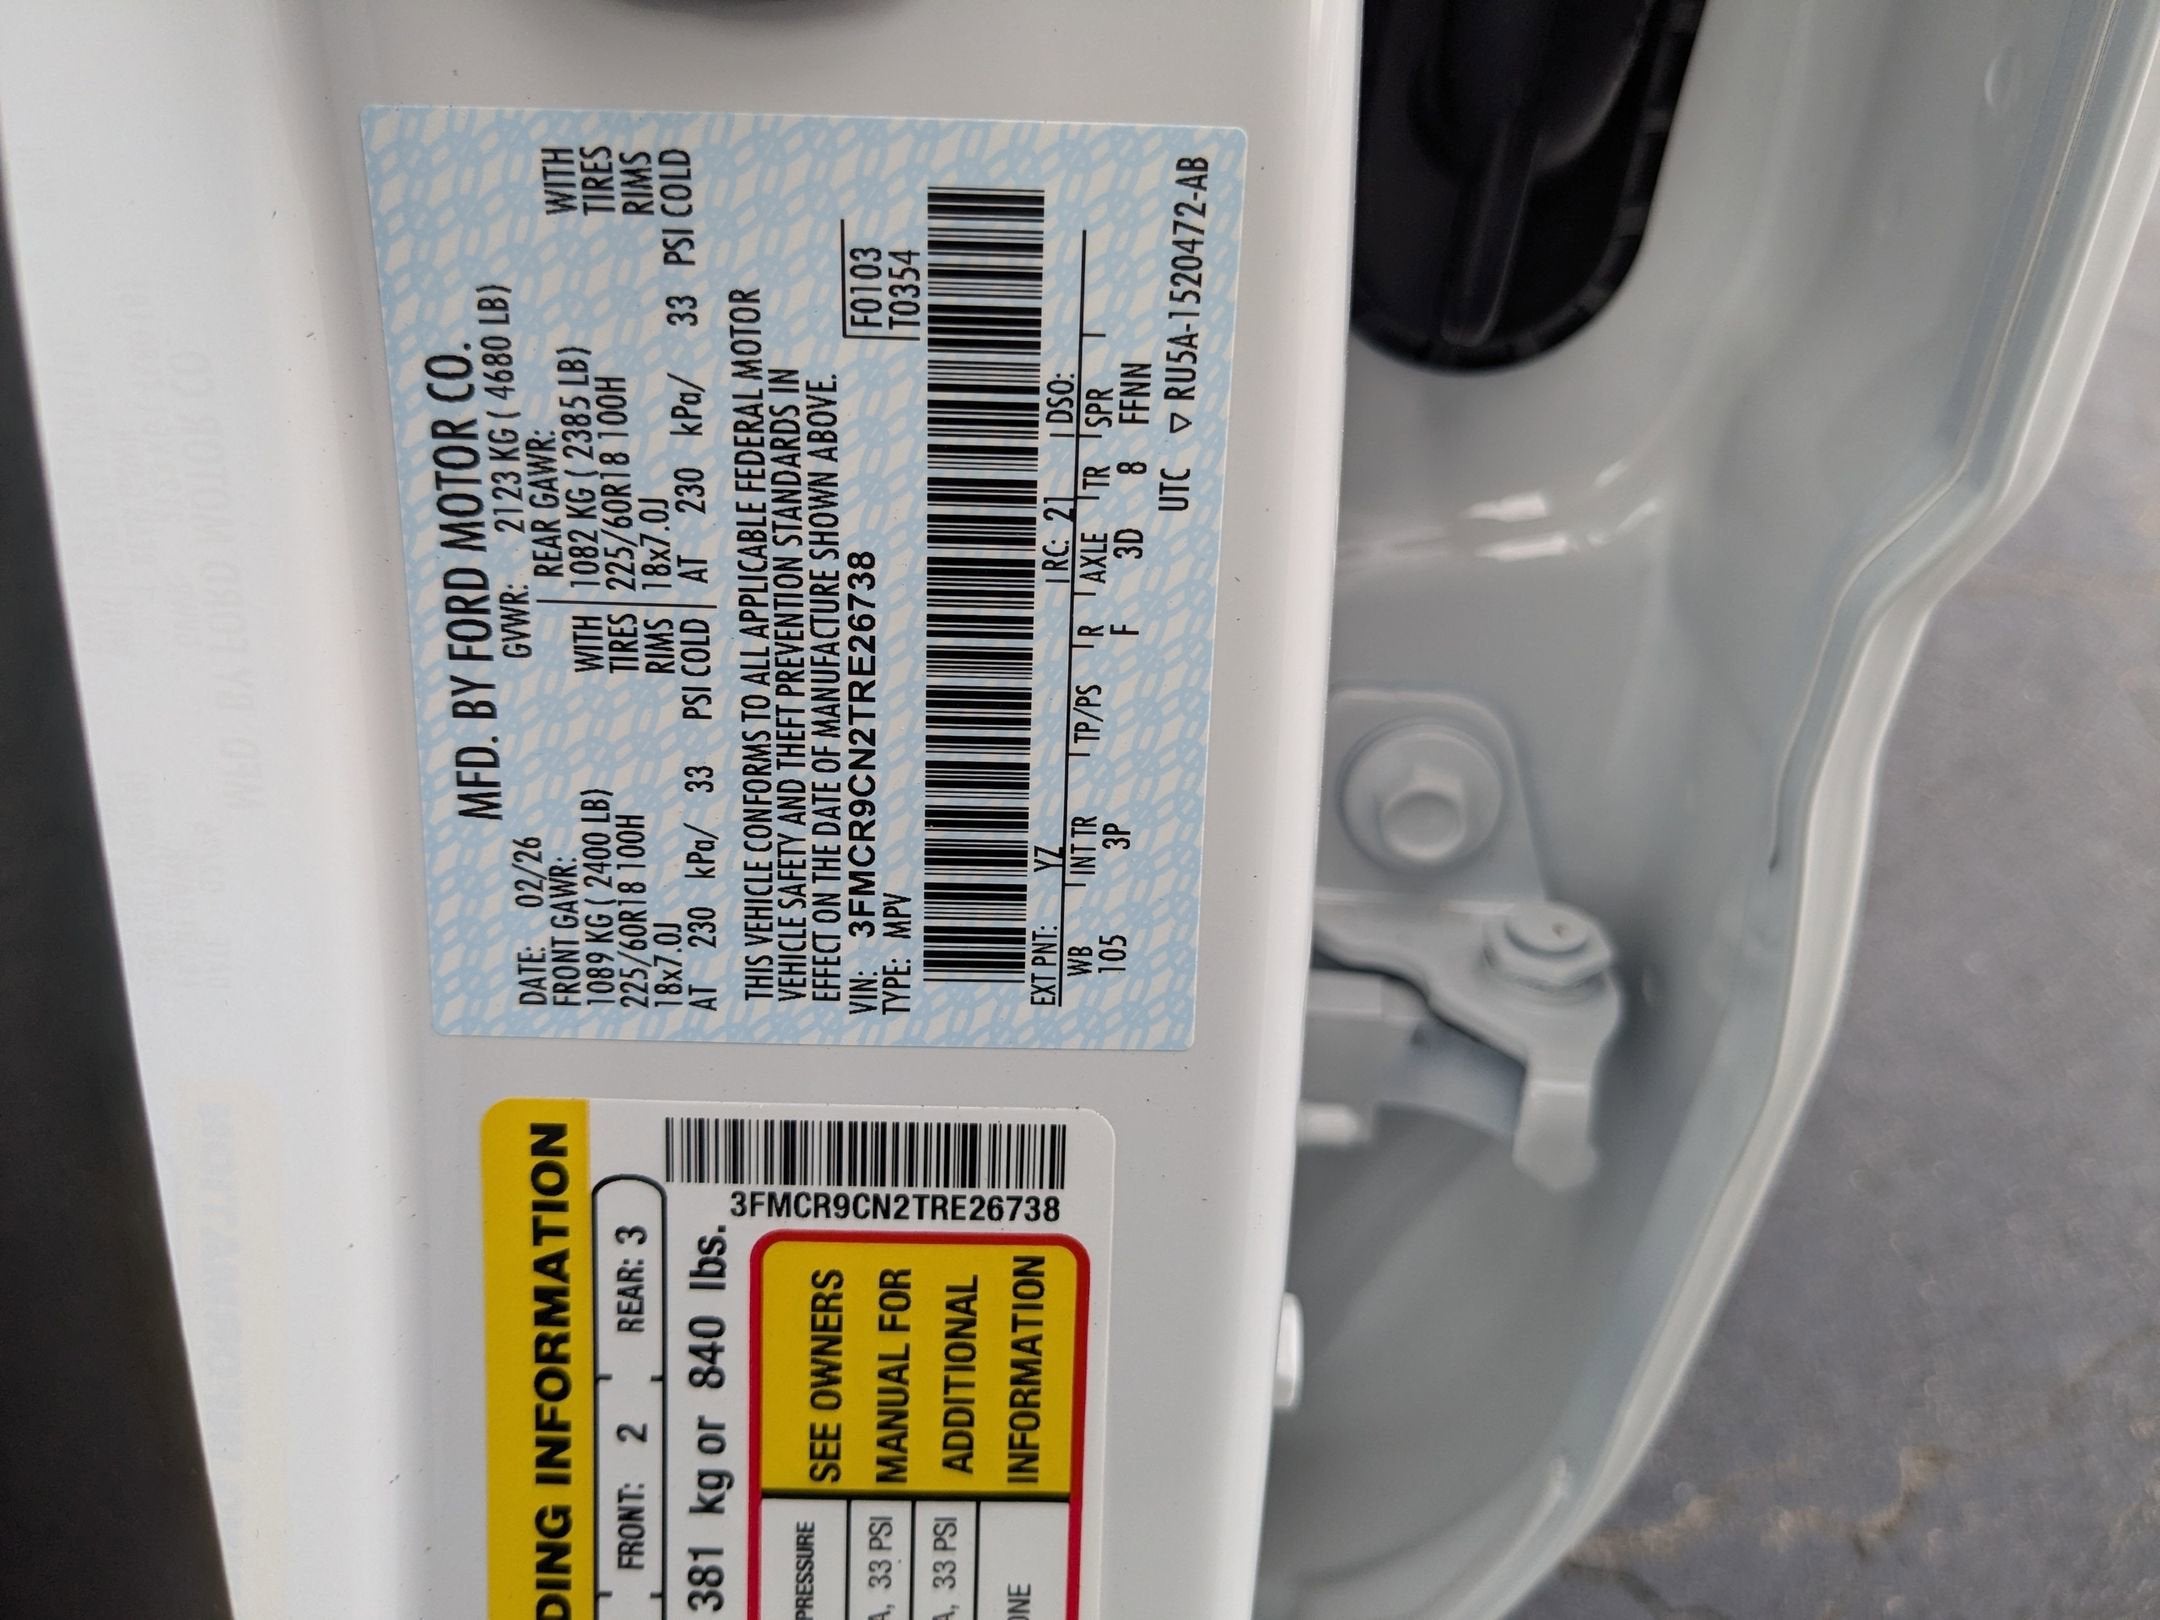 MFD. BY FORD MOTOR CO.
DATE: 02/26 GVWR: 2123 KG ( 4680 LB)
FRONT GAWR: REAR GAWR:
1089 KG ( 2400 LB) WITH 1082 KG ( 2385 LB) WITH
225/60R18 100H TIRES 225/60R18 100H TIRES
18x7.0J RIMS 18x7.0J RIMS
AT 230 kPa/ 33 PSI COLD AT 230 kPa/ 33 PSI COLD
THIS VEHICLE CONFORMS TO ALL APPLICABLE FEDERAL MOTOR
VEHICLE SAFETY AND THEFT PREVENTION STANDARDS IN
EFFECT ON THE DATE OF MANUFACTURE SHOWN ABOVE.
VIN: 3FMCR9CN2TRE26738 F0103
TYPE: MPV T0354
EXT PNT: YZ RC: 21 DSO:
WB INT TR TP/PS R AXLE TR SPR
105 3P F 3D 8 FFNN
UTC ▽ RU5A-1520472-AB
DING INFORMATION
FRONT: 2 REAR: 3
381 kg or 840 lbs.
3FMCR9CN2TRE26738
PRESSURE
A, 33 PSI
A, 33 PSI
ONE
SEE OWNERS
MANUAL FOR
ADDITIONAL
INFORMATION